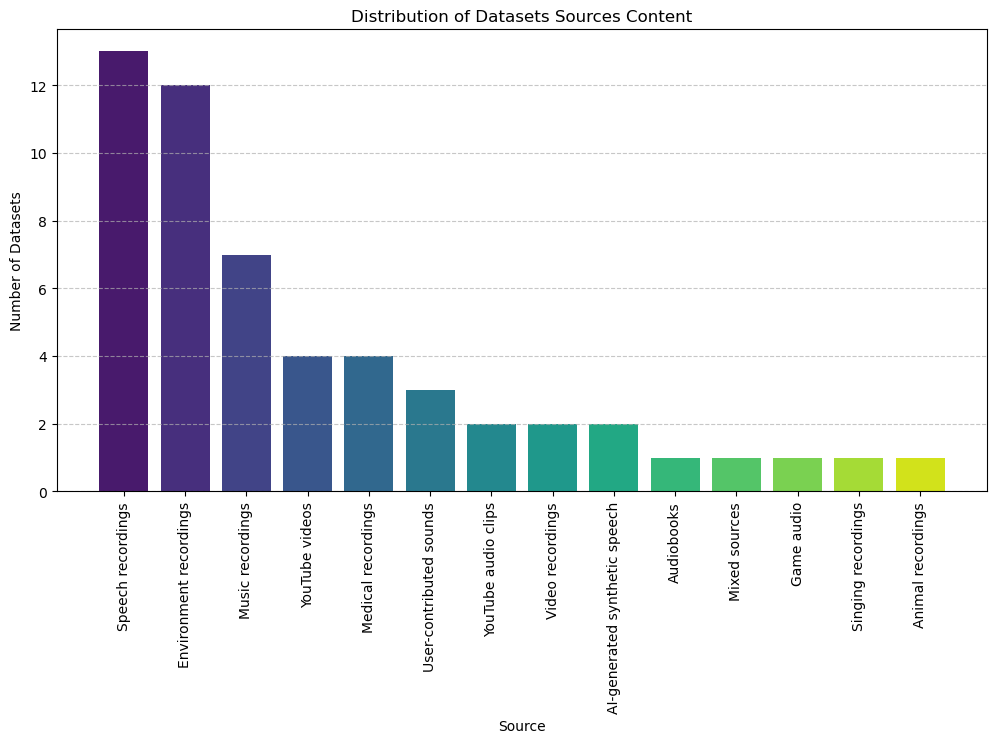 Distribution of Datasets Sources Content
Number of Datasets
12
10
8
6
4
2
0
Speech recordings
Environment recordings
Music recordings
YouTube videos
Medical recordings
User-contributed sounds
YouTube audio clips
Video recordings
AI-generated synthetic speech
Audiobooks
Mixed sources
Game audio
Singing recordings
Animal recordings
Source